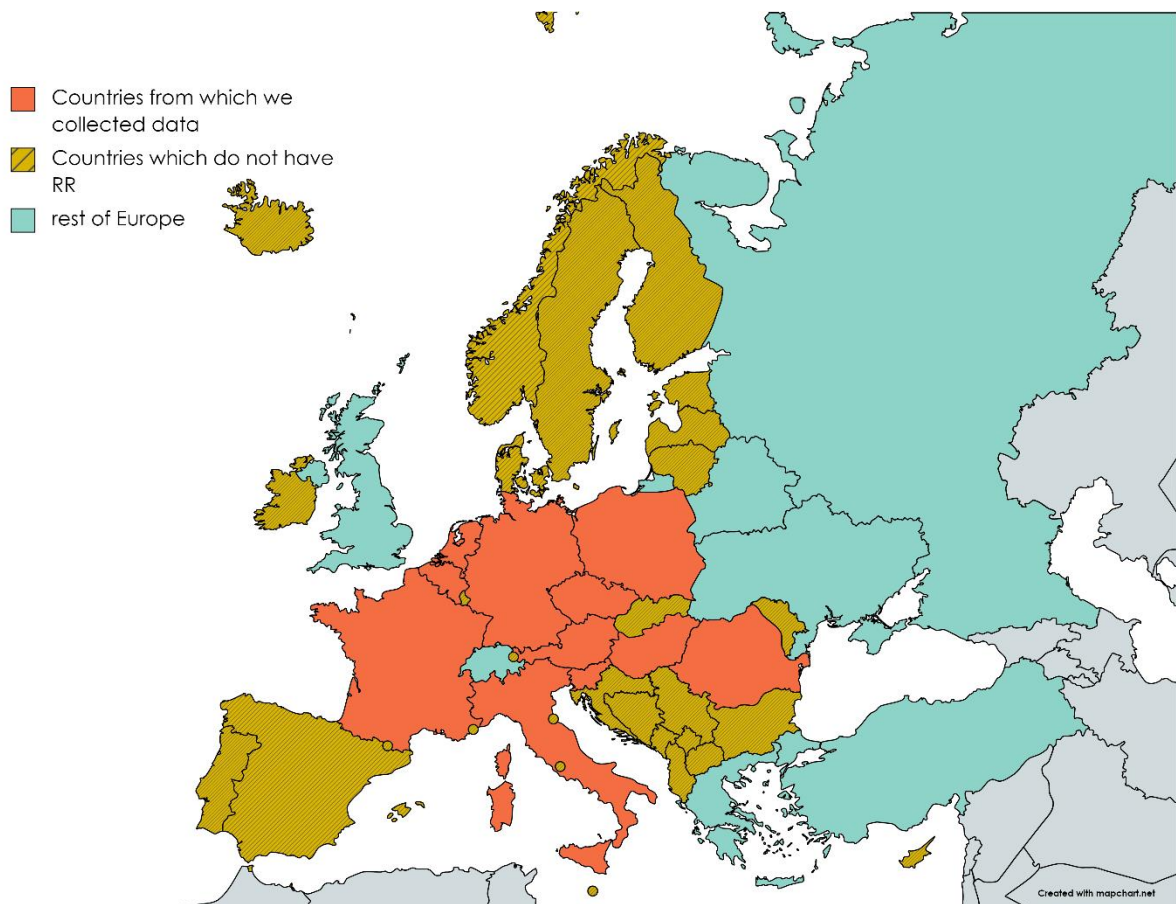 Countries from which we
collected data
Countries which do not have
RR
rest of Europe
Created with mapchart.net